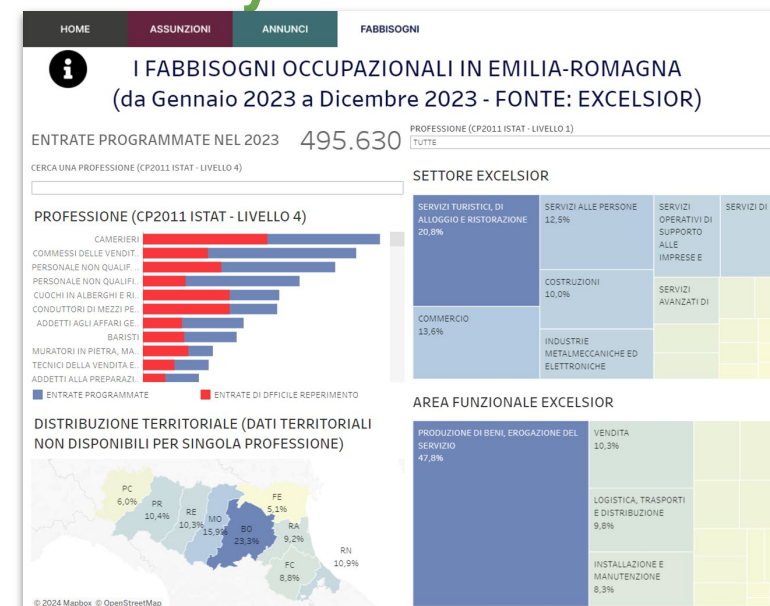 HOME
ASSUNZIONI
ANNUNCI
FABBISOGNI
I FABBISOGNI OCCUPAZIONALI IN EMILIA-ROMAGNA
(da Gennaio 2023 a Dicembre 2023 - FONTE: EXCELSIOR)
ENTRATE PROGRAMMATE NEL 2023 495.630
PROFESSIONE (CP2011 ISTAT - LIVELLO 1)
TUTTE
CERCA UNA PROFESSIONE (CP2011 ISTAT - LIVELLO 4)
PROFESSIONE (CP2011 ISTAT - LIVELLO 4)
CAMERIERI
COMMESSI DELLE VENDIT..
PERSONALE NON QUALIF. ..
PERSONALE NON QUALIFI..
CUOCHI IN ALBERGHI E RI..
CONDUTTORI DI MEZZI PE..
ADDETTI AGLI AFFARI GE..
BARISTI
MURATORI IN PIETRA, MA..
TECNICI DELLA VENDITA E..
ADDETTI ALLA PREPARAZI..
ENTRATE PROGRAMMATE
ENTRATE DI DFFICILE REPERIMENTO
SETTORE EXCELSIOR
SERVIZI TURISTICI, DI
ALLOGGIO E RISTORAZIONE
20,8%
COMMERCIO
13,6%
SERVIZI ALLE PERSONE
12,5%
COSTRUZIONI
10,0%
INDUSTRIE
METALMECCANICHE ED
ELETTRONICHE
SERVIZI
OPERATIVI DI
SUPPORTO
ALLE
IMPRESE E
SERVIZI
AVANZATI DI
SERVIZI DI
DISTRIBUZIONE TERRITORIALE (DATI TERRITORIALI
NON DISPONIBILI PER SINGOLA PROFESSIONE)
PC
6,0%
PR
10,4%
RE
10,3%
MO
15,9%
BO
23,3%
FE
5,1%
RA
9,2%
FC
8,8%
RN
10,9%
© 2024 Mapbox © OpenStreetMap
AREA FUNZIONALE EXCELSIOR
PRODUZIONE DI BENI, EROGAZIONE DEL
SERVIZIO
47,8%
VENDITA
10,3%
LOGISTICA, TRASPORTI
E DISTRIBUZIONE
9,8%
INSTALLAZIONE E
MANUTENZIONE
8,3%